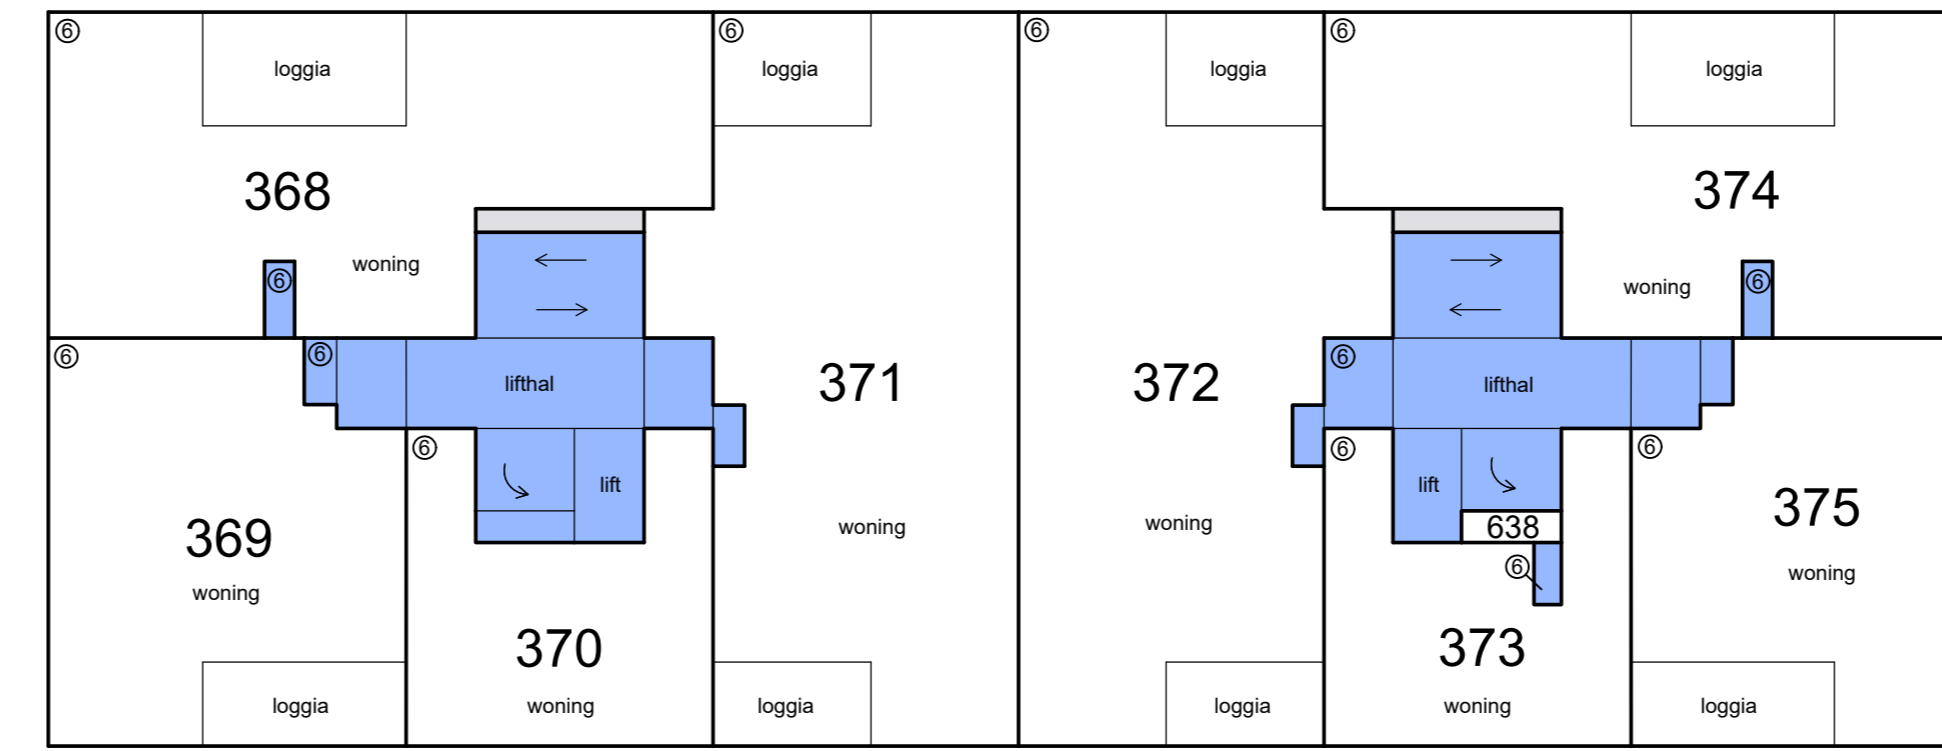 ⑥ ⑥ ⑥ ⑥
loggia loggia loggia loggia
368 374
woning woning
⑥ ⑥
⑥ ⑥ ⑥
lifthal lifthal
371 372
⑥ ⑥ ⑥
lift lift
369 375
woning woning 638
woning woning
⑥
370 373
loggia woning loggia loggia woning loggia